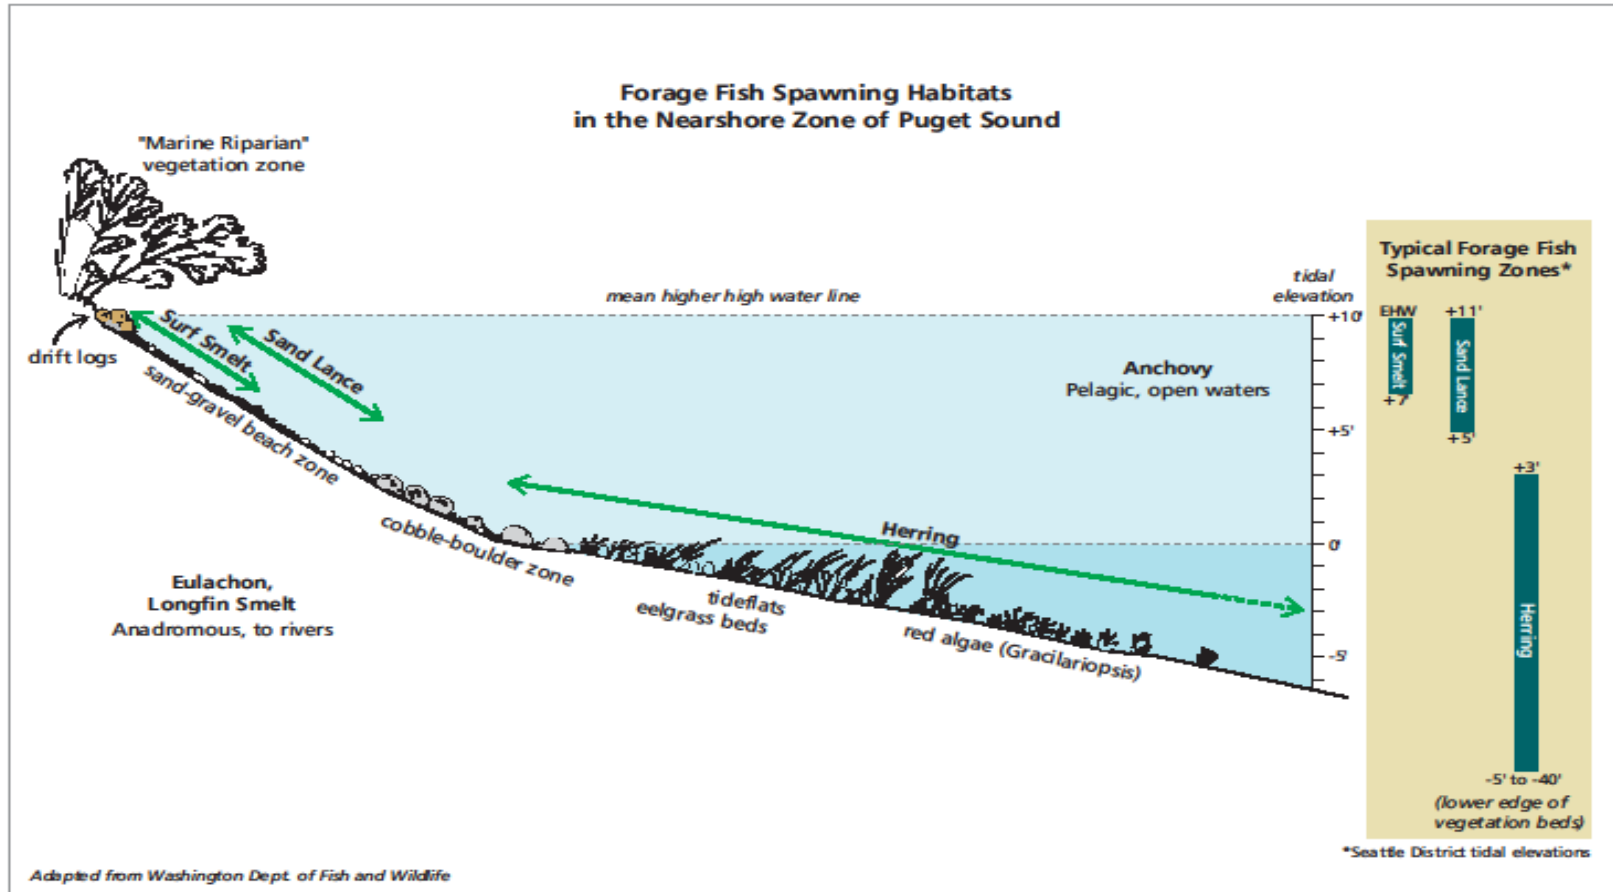 Forage Fish Spawning Habitats
in the Nearshore Zone of Puget Sound
"Marine Riparian"
vegetation zone
mean higher high water line
tidal
elevation
drift logs
Surf Smelt
Sand Lance
sand-gravel beach zone
cobble-boulder zone
Anchovy
Pelagic, open waters
Herring
Eulachon,
Longfin Smelt
Anadromous, to rivers
tideflats
eelgrass beds
red algae (Gracilariopsis)
+10'
+5'
0'
-5'
Typical Forage Fish
Spawning Zones*
EHW
Surf Smelt
+7'
+11'
Sand Lance
+5'
+3'
Herring
-5' to -40'
(lower edge of
vegetation beds)
*Seattle District tidal elevations
Adapted from Washington Dept. of Fish and Wildlife